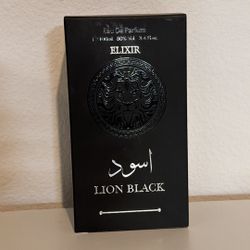 Eau De Parfum
ELIXIR
اسود
LION BLACK